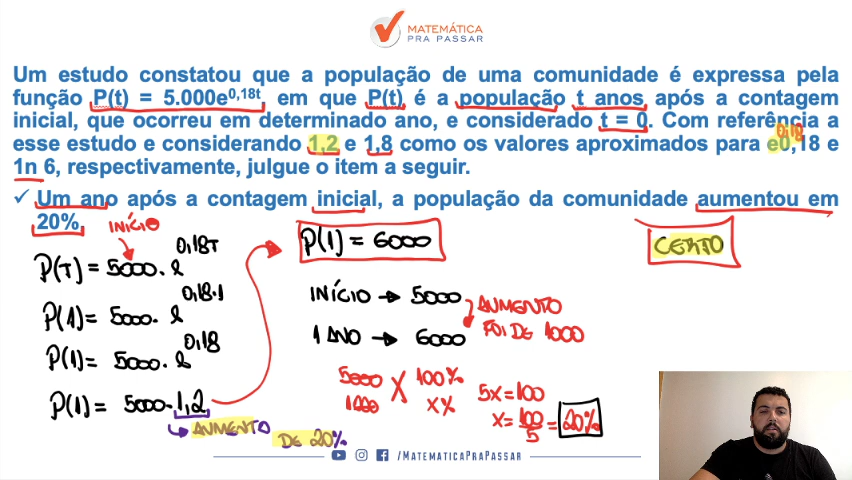 MATEMÁTICA
PRA PASSAR
Um estudo constatou que a população de uma comunidade é expressa pela
função P(t) = 5.000e0,18t, em que P(t), é a população t anos após a contagem
inicial, que ocorreu em determinado ano, e considerado t = 0. Com referência a
esse estudo e considerando 1,2 e 1,8 como os valores aproximados para e0,18 e
0,18
1n 6, respectivamente, julgue o item a seguir.
✓ Um ano após a contagem inicial, a população da comunidade aumentou em
20%.
INÍCIO
P(T) = 5000. e 0,18T
P(1) = 5000. e 0,18.1
P(1) = 5000. e 0,18
P(1) = 5000.1,2
AUMENTO
DE 20%
P(1) = 6000
INÍCIO → 5000
1 ANO → 6000
AUMENTO
FOI DE 1000
5000 100%
1000 X%
5X = 100
X = 100/5 = 20%
CERTO
/MATEMATICAPRAPASSAR